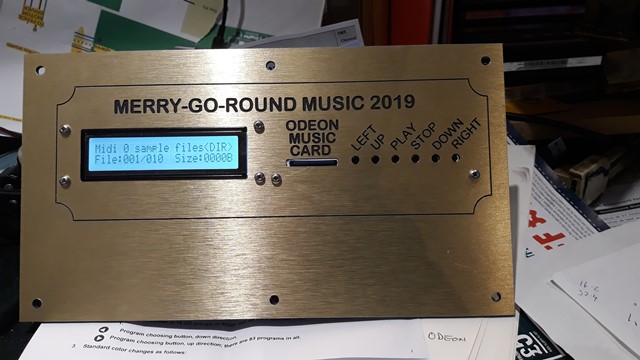 MERRY-GO-ROUND MUSIC 2019
Midi 0 sample files(DIR)
File:001/010 Size:0000B
ODEON
MUSIC
CARD
LEFT
UP
PLAY
STOP
DOWN
RIGHT
Program choosing button, down direction.
Program choosing button, up direction; there are 83 programs in all.
3. Standard color changes as follows:
ODEON